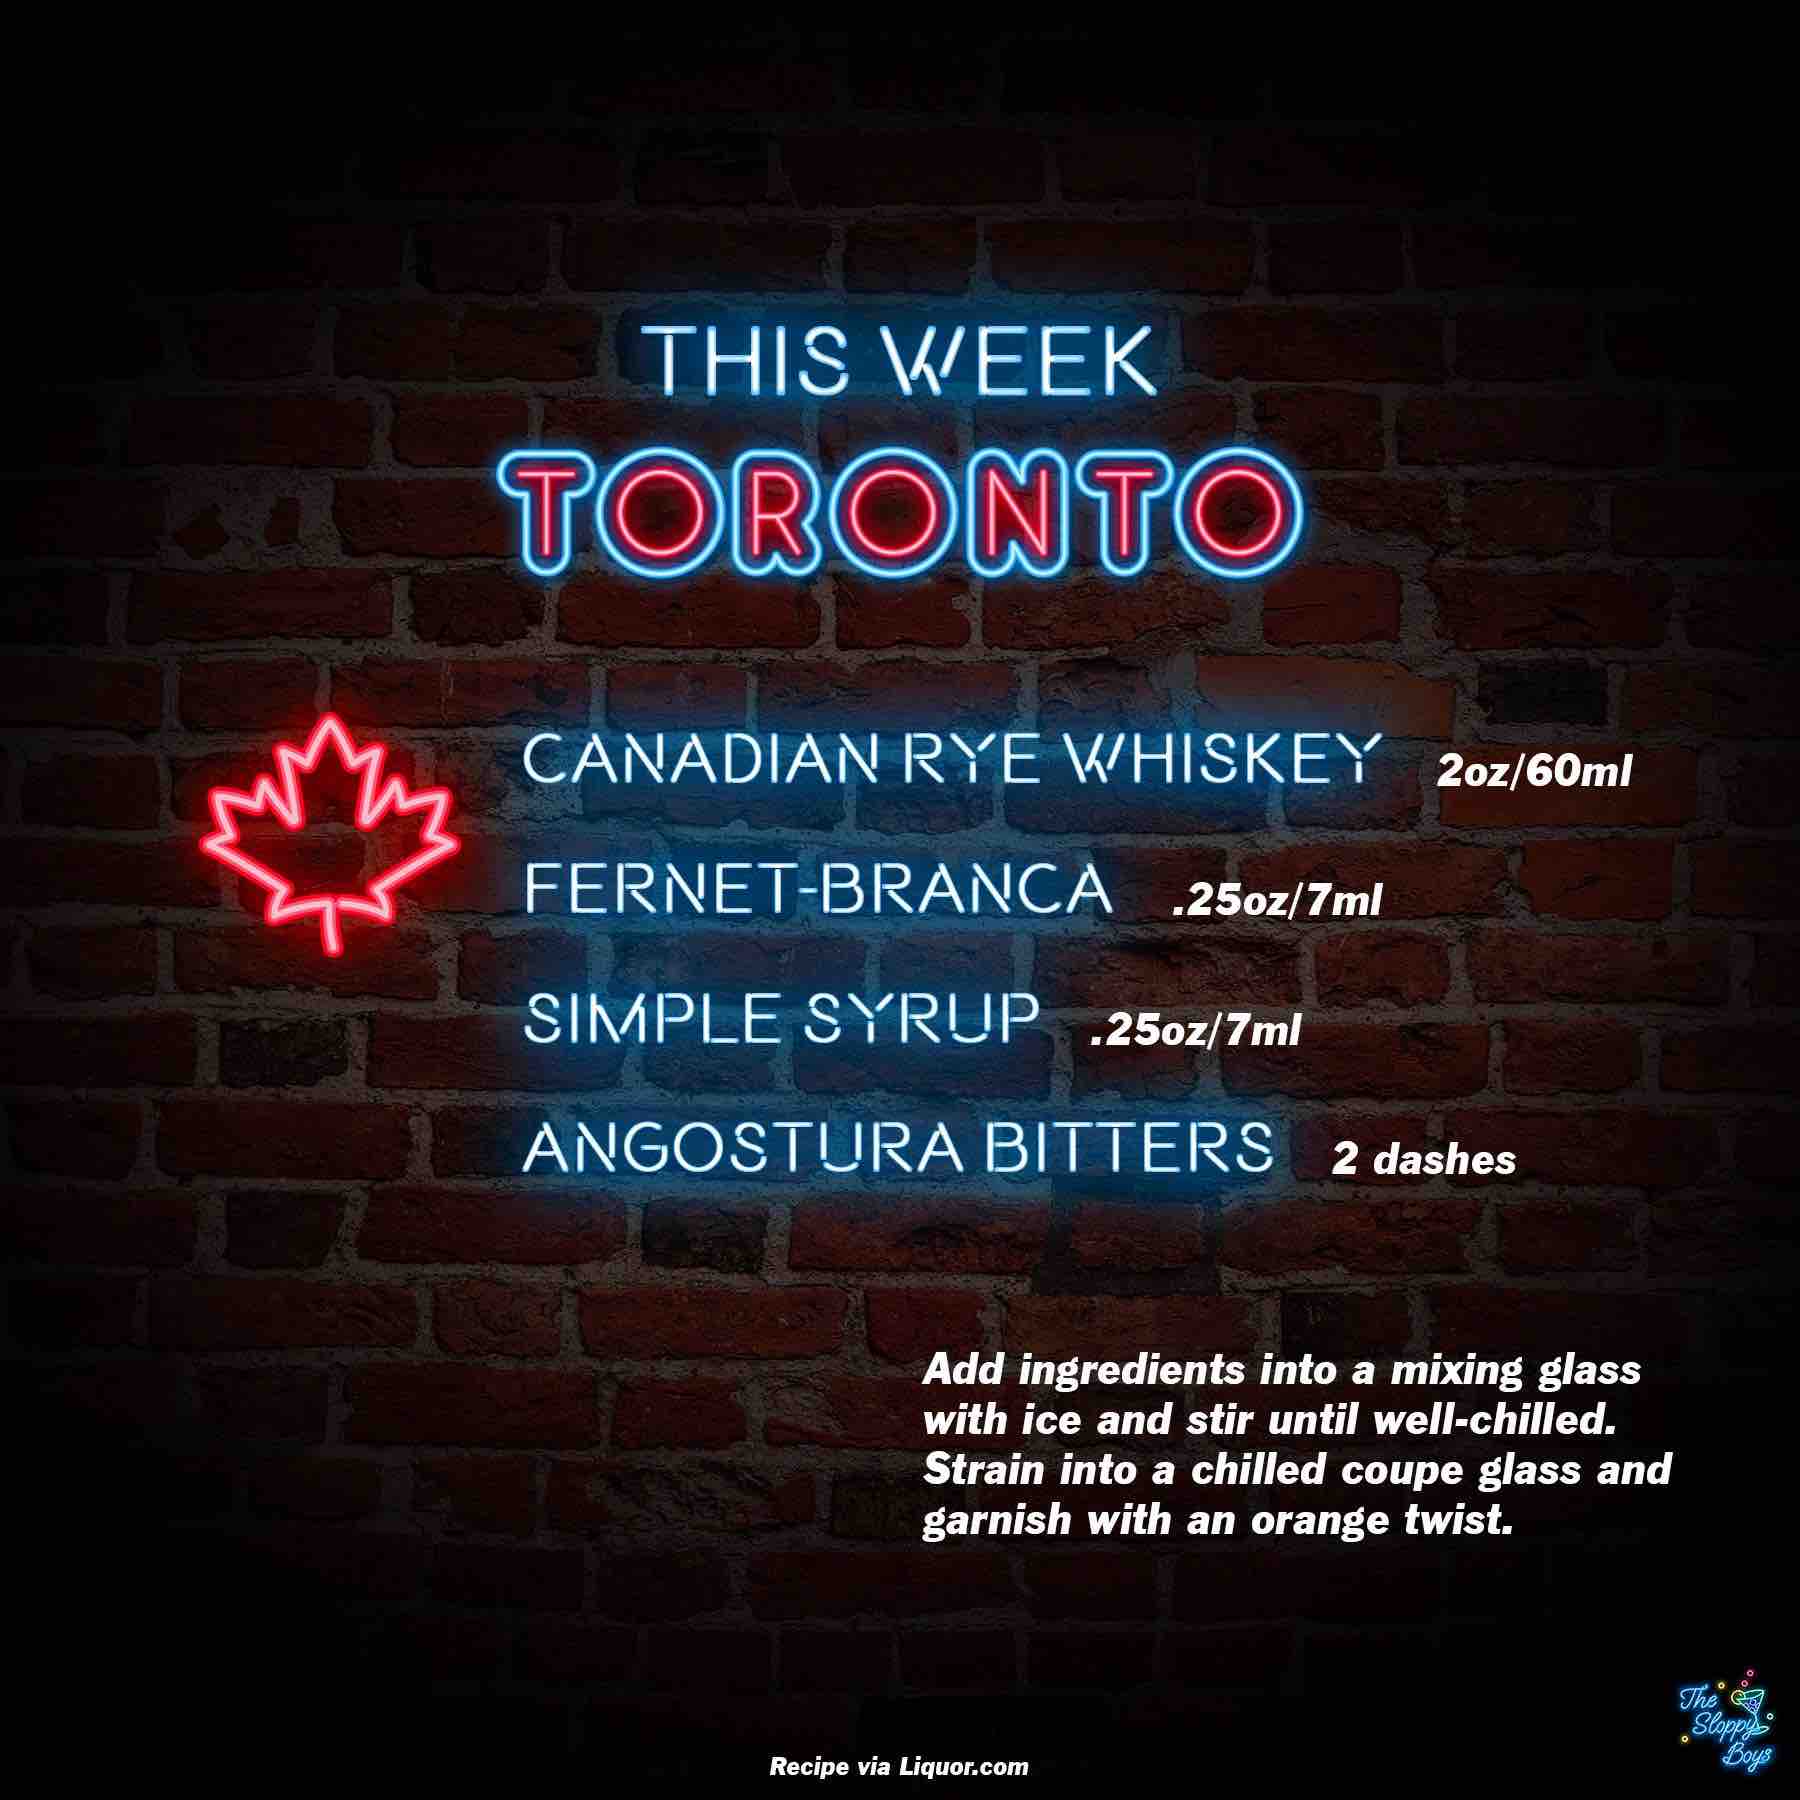 THIS WEEK
TORONTO
CANADIAN RYE WHISKEY 2oz/60ml
FERNET-BRANCA .25oz/7ml
SIMPLE SYRUP .25oz/7ml
ANGOSTURA BITTERS 2 dashes
Add ingredients into a mixing glass
with ice and stir until well-chilled.
Strain into a chilled coupe glass and
garnish with an orange twist.
The
Sloppy
Boys
Recipe via Liquor.com